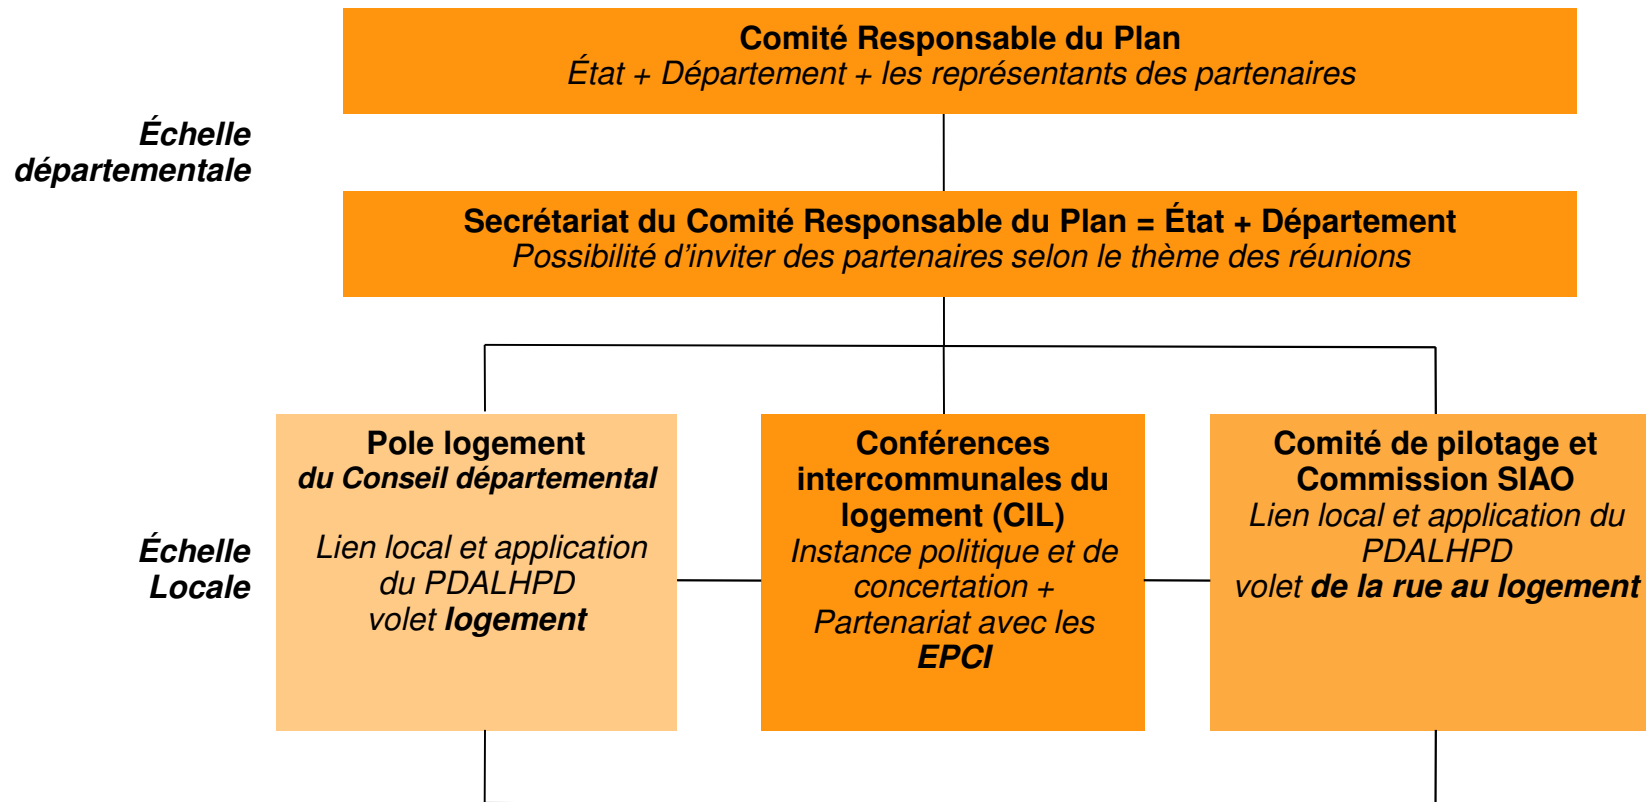 Comité Responsable du Plan
État + Département + les représentants des partenaires
Échelle
départementale
Secrétariat du Comité Responsable du Plan = État + Département
Possibilité d’inviter des partenaires selon le thème des réunions
Échelle
Locale
Pole logement
du Conseil départemental
Lien local et application
du PDALHPD
volet logement
Conférences
intercommunales du
logement (CIL)
Instance politique et de
concertation +
Partenariat avec les
EPCI
Comité de pilotage et
Commission SIAO
Lien local et application du
PDALHPD
volet de la rue au logement